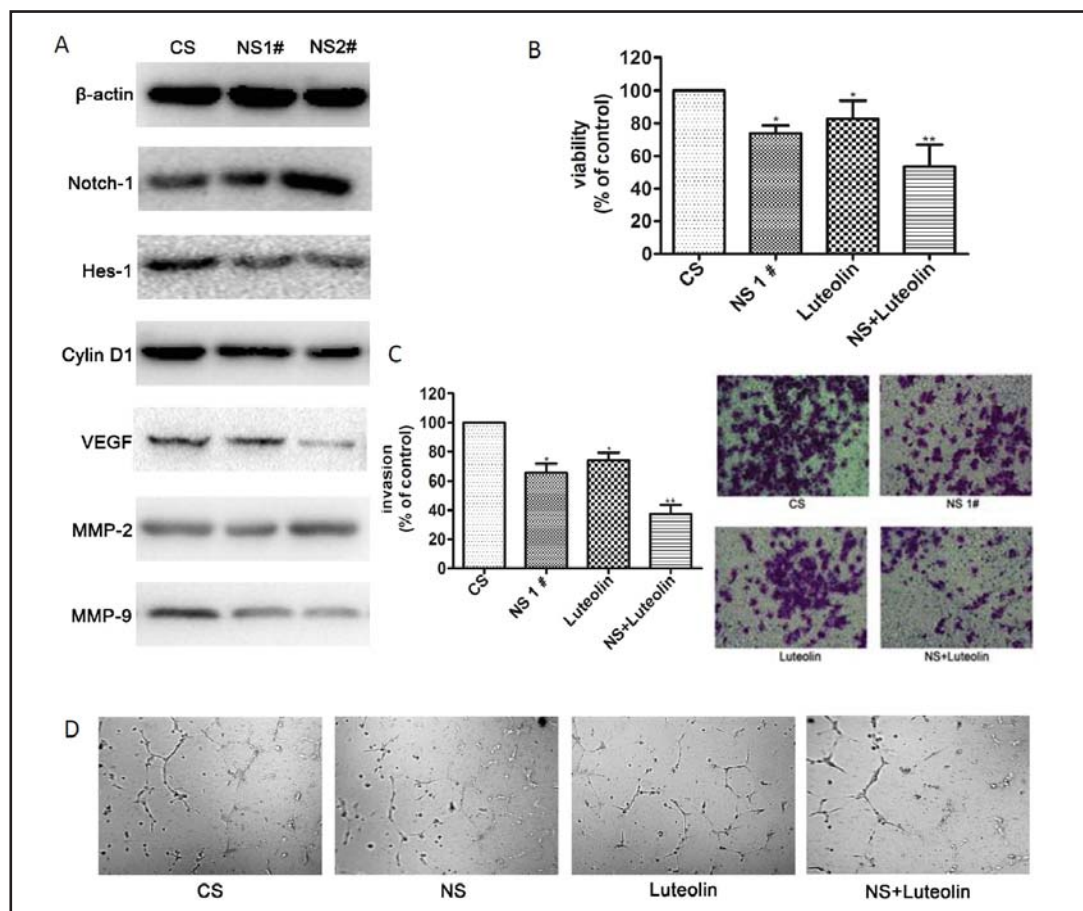 A
CS NS1# NS2#
β-actin
Notch-1
Hes-1
Cylin D1
VEGF
MMP-2
MMP-9
B
viability
(% of control)
120
100
80
60
40
20
0
*
*
**
CS
NS 1 #
Luteolin
NS+Luteolin
C
invasion
(% of control)
120
100
80
60
40
20
0
*
*
**
CS
NS 1 #
Luteolin
NS+Luteolin
CS
NS 1#
Luteolin
NS+Luteolin
D
CS
NS
Luteolin
NS+Luteolin